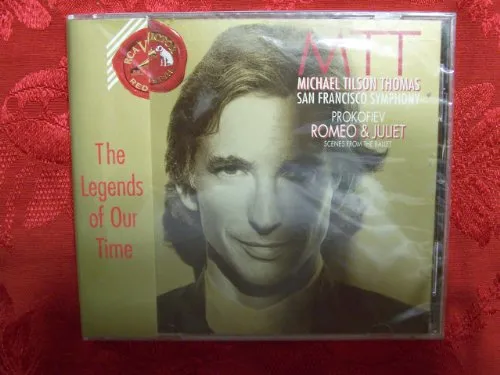 RCA VICTOR
RED SEAL
MTT
MICHAEL TILSON THOMAS
SAN FRANCISCO SYMPHONY
PROKOFIEV
ROMEO & JULIET
SCENES FROM THE BALLET
The
Legends
of Our
Time